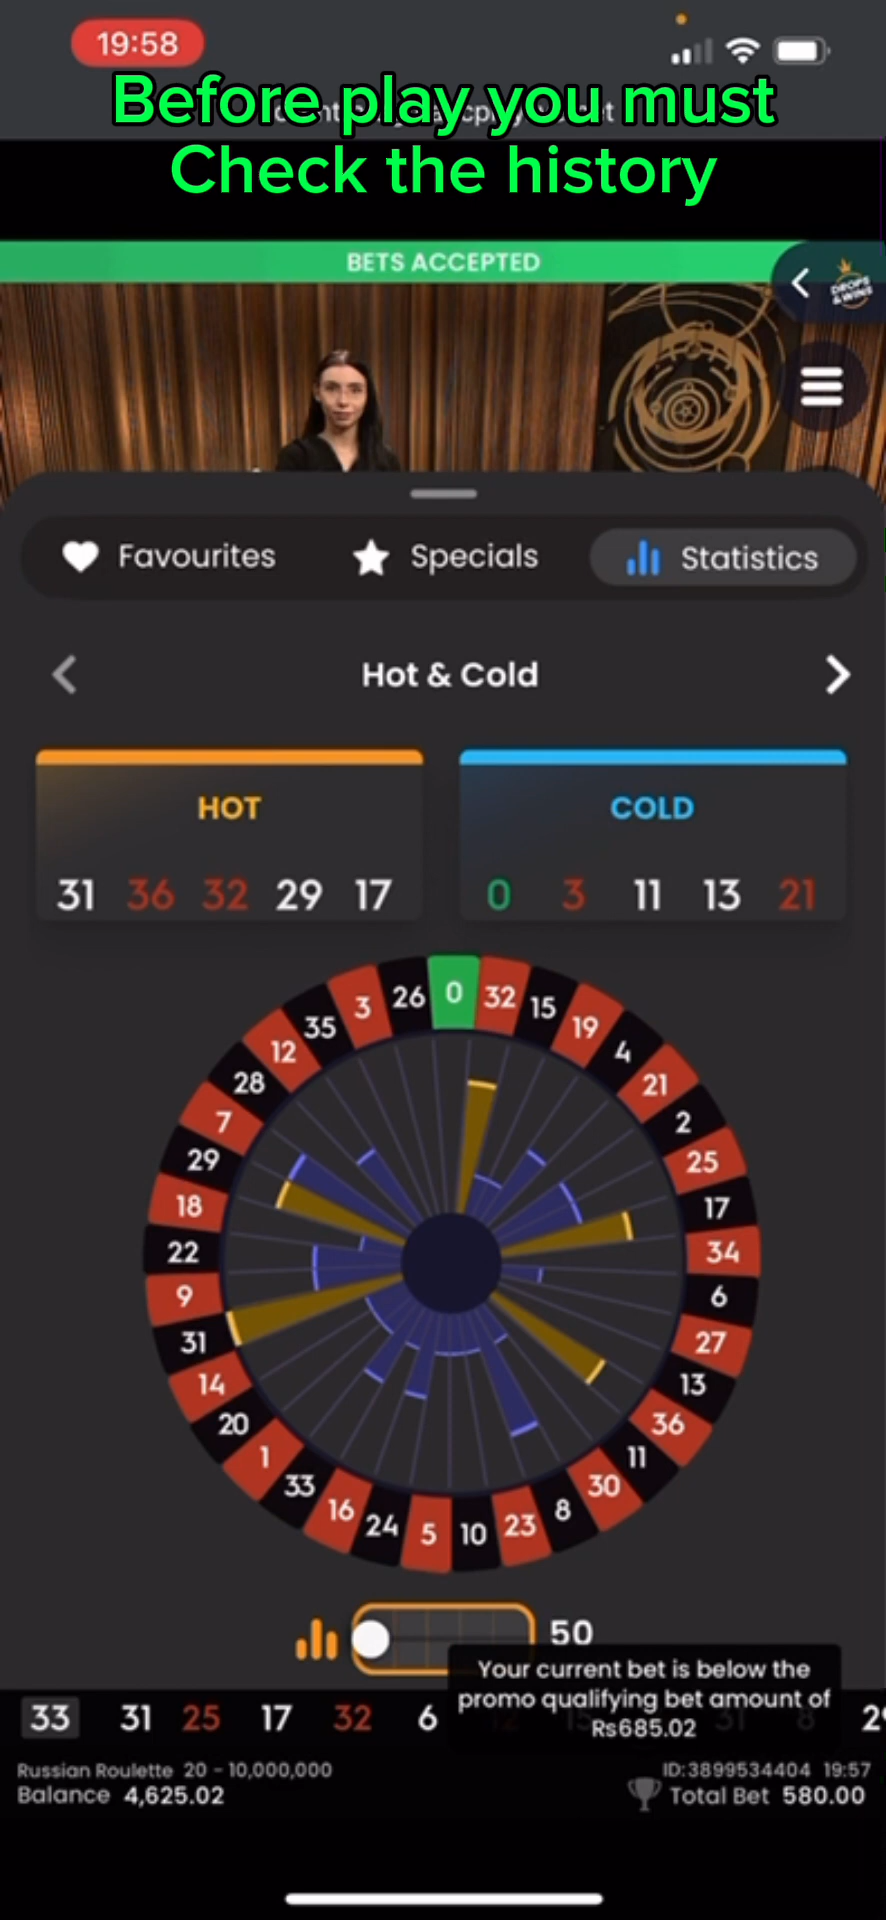 19:58
Before play you must
Check the history
BETS ACCEPTED
DROPS
& WINS
Favourites
Specials
Statistics
Hot & Cold
HOT
COLD
31 36 32 29 17
0 3 11 13 21
0 32 15 19 4 21 2 25 17 34 6 27 13 36 11 30 8 23 10 5 24 16 33 1 20 14 31 9 22 18 29 7 28 12 35 3 26
50
Your current bet is below the
promo qualifying bet amount of
Rs685.02
33 31 25 17 32 6 31 8
Russian Roulette 20 - 10,000,000
ID:3899534404 19:57
Balance 4,625.02
Total Bet 580.00